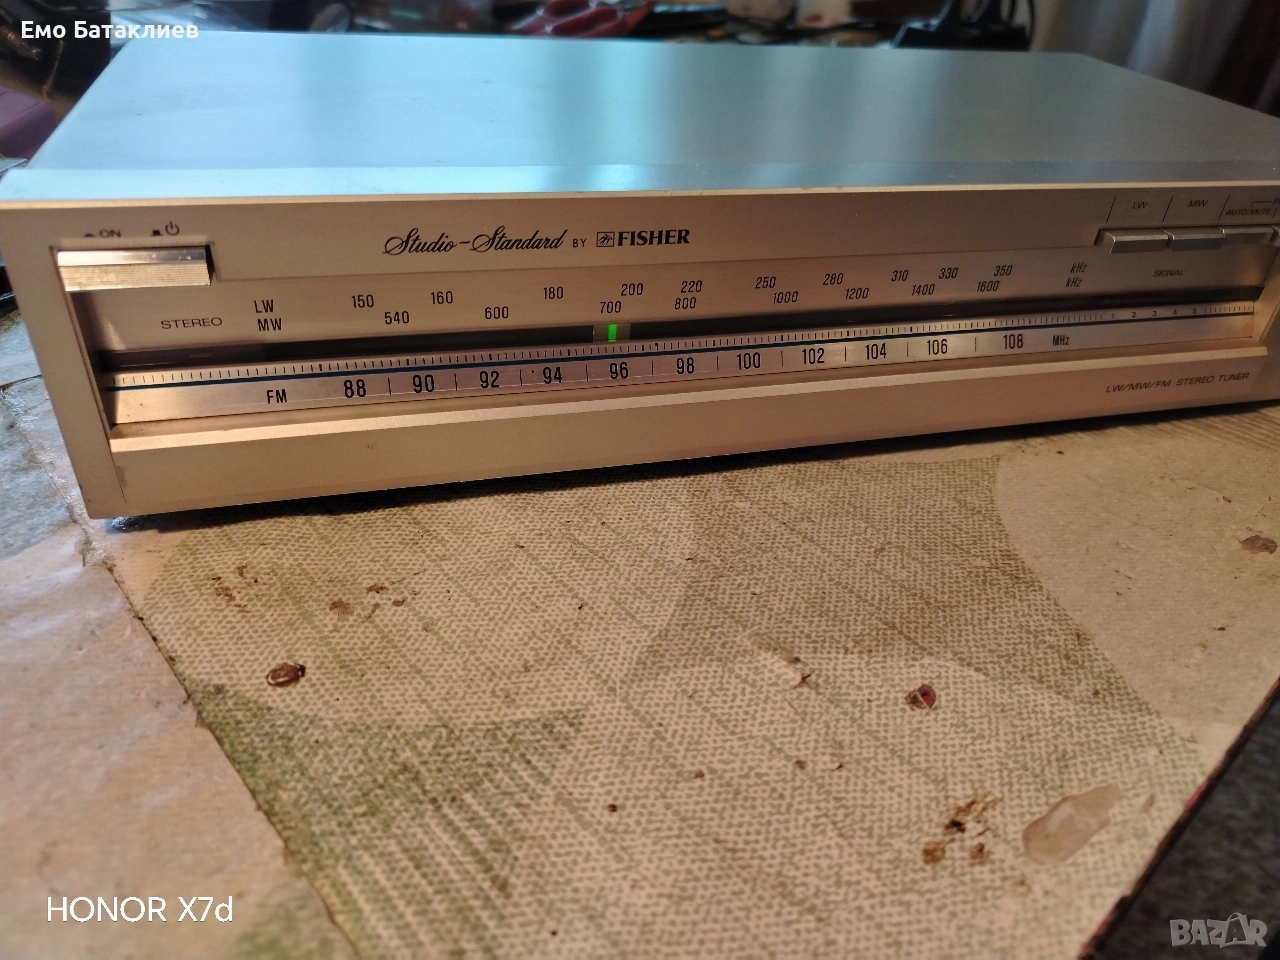 Емо Батаклиев
ON
Studio-Standard BY FISHER
LW MW AUTO/MUTE
SIGNAL
STEREO
LW 150 160 180 200 220 250 280 310 330 350 kHz
MW 540 600 700 800 1000 1200 1400 1600 kHz
1 2 3 4 5
FM 88 90 92 94 96 98 100 102 104 106 108 MHz
LW/MW/FM STEREO TUNER
HONOR X7d
BAZAR